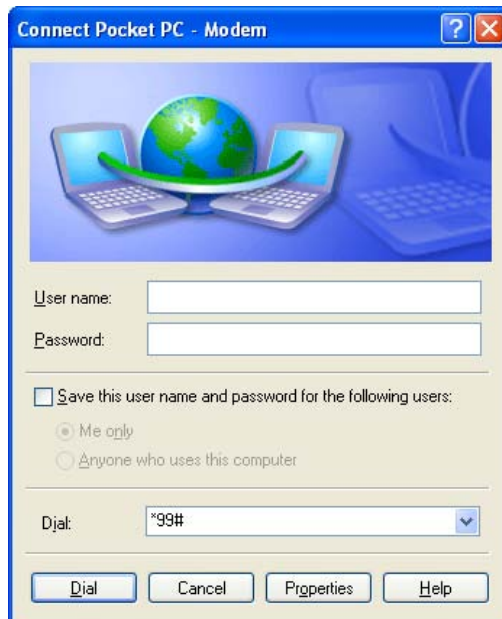 Connect Pocket PC - Modem
User name:
Password:
Save this user name and password for the following users:
Me only
Anyone who uses this computer
Dial: *99#
Dial Cancel Properties Help